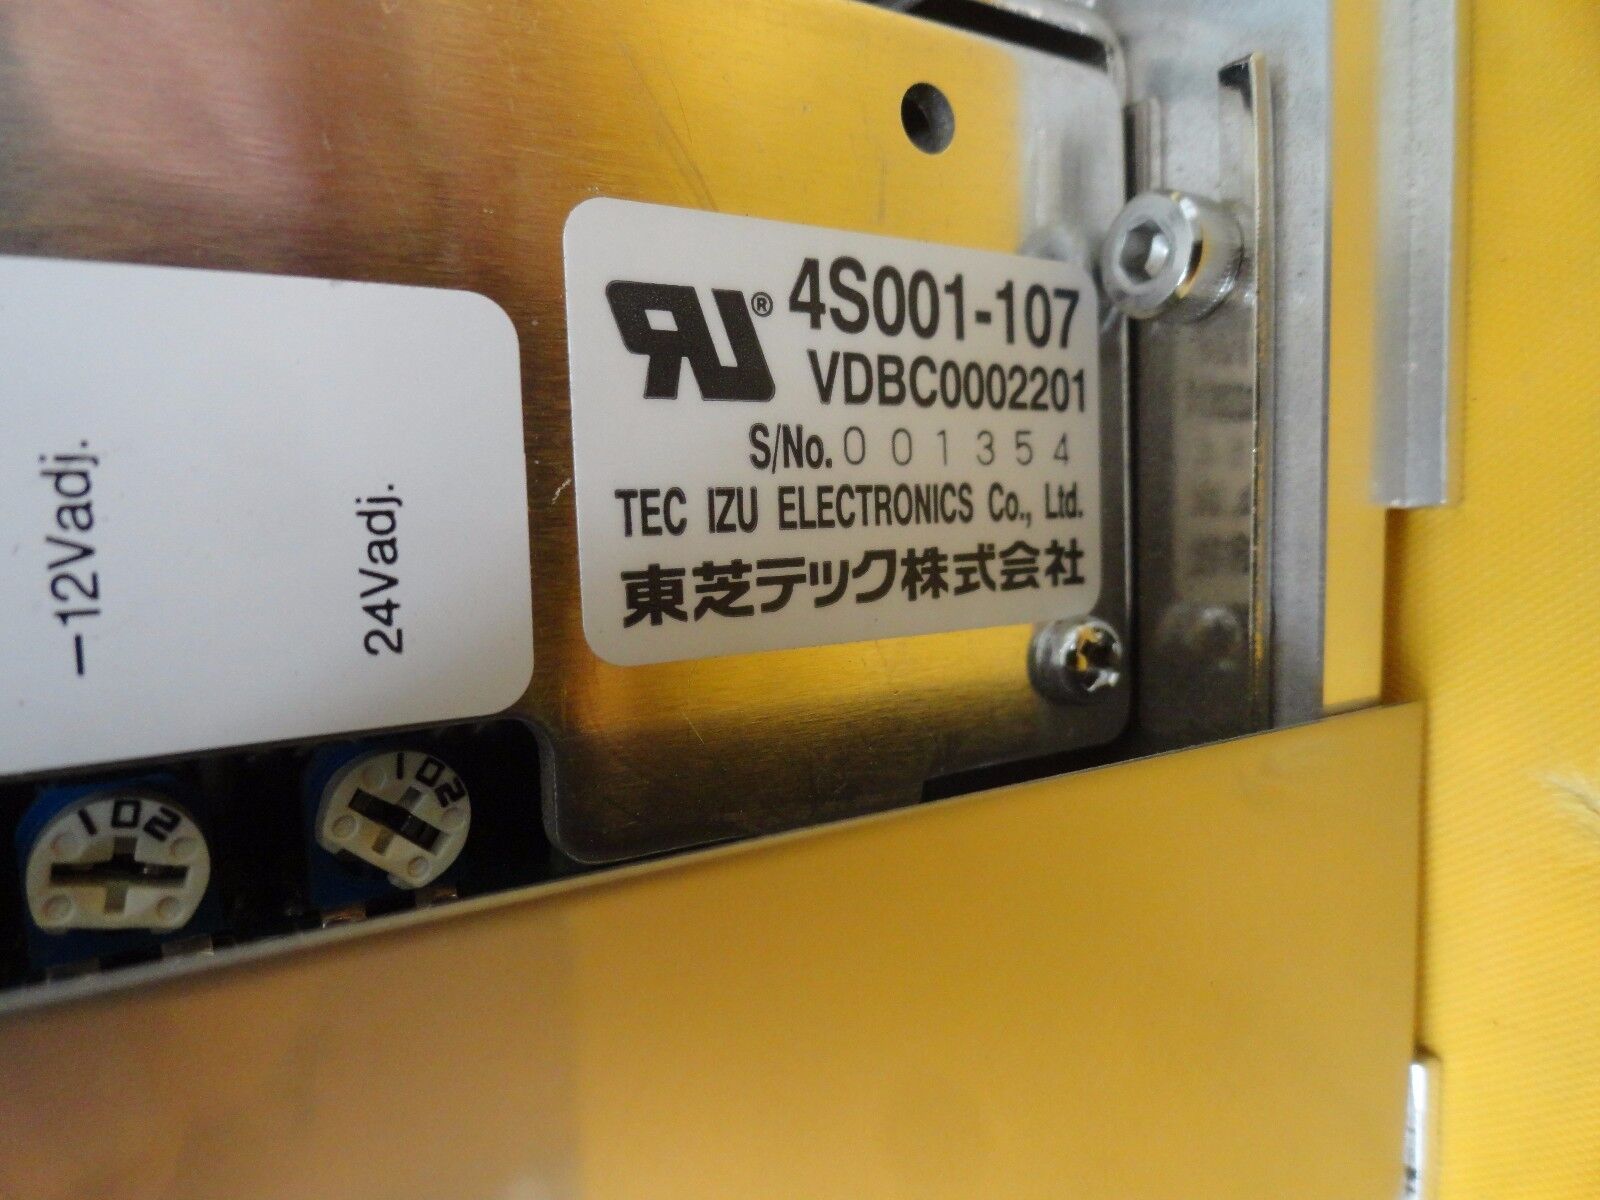 4S001-107
VDBC0002201
S/No. 001354
TEC IZU ELECTRONICS Co., Ltd.
東芝テック株式会社
−12Vadj.
24Vadj.
102
102